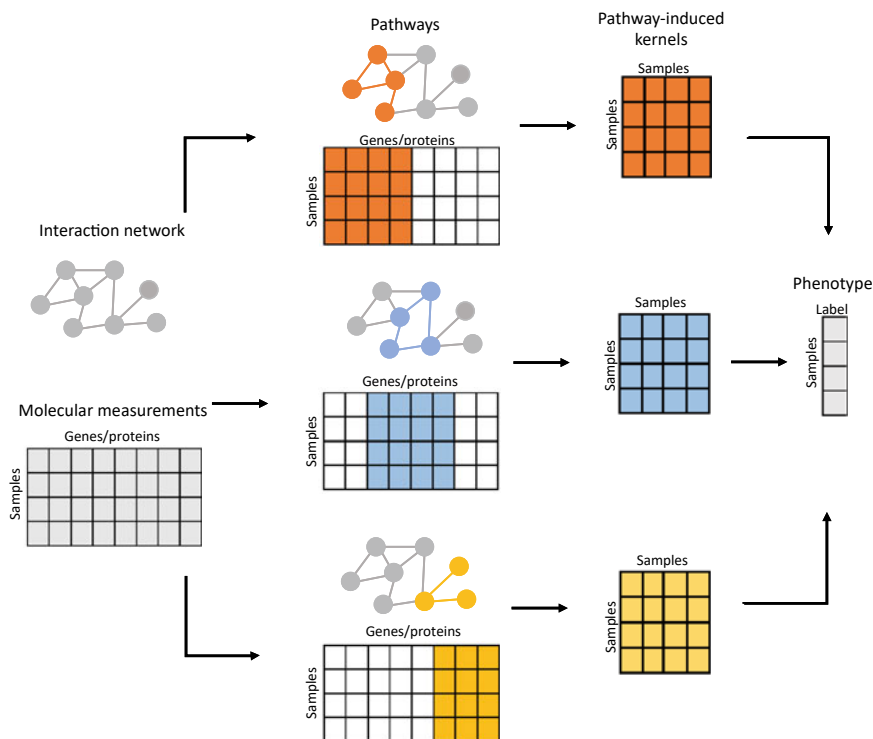 Pathways
Pathway-induced
kernels
Samples
Samples
Genes/proteins
Samples
Interaction network
Samples
Samples
Phenotype
Label
Samples
Genes/proteins
Samples
Molecular measurements
Genes/proteins
Samples
Samples
Samples
Genes/proteins
Samples